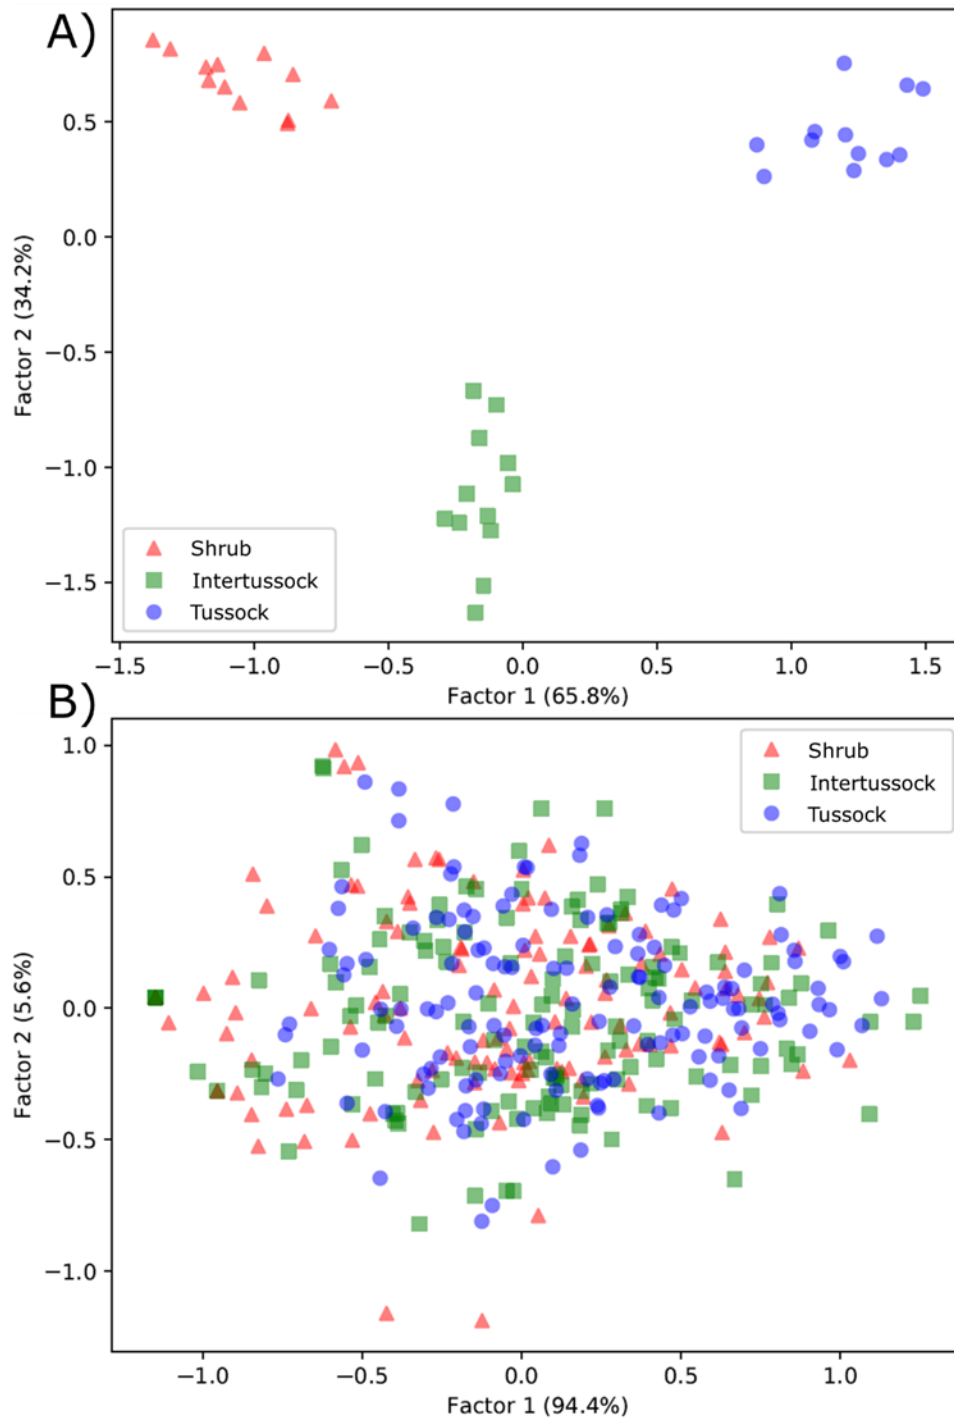 A)
0.5
0.0
−0.5
−1.0
−1.5
Factor 2 (34.2%)
Shrub
Intertussock
Tussock
−1.5 −1.0 −0.5 0.0 0.5 1.0 1.5
Factor 1 (65.8%)
B)
1.0
0.5
0.0
−0.5
−1.0
Factor 2 (5.6%)
Shrub
Intertussock
Tussock
−1.0 −0.5 0.0 0.5 1.0
Factor 1 (94.4%)